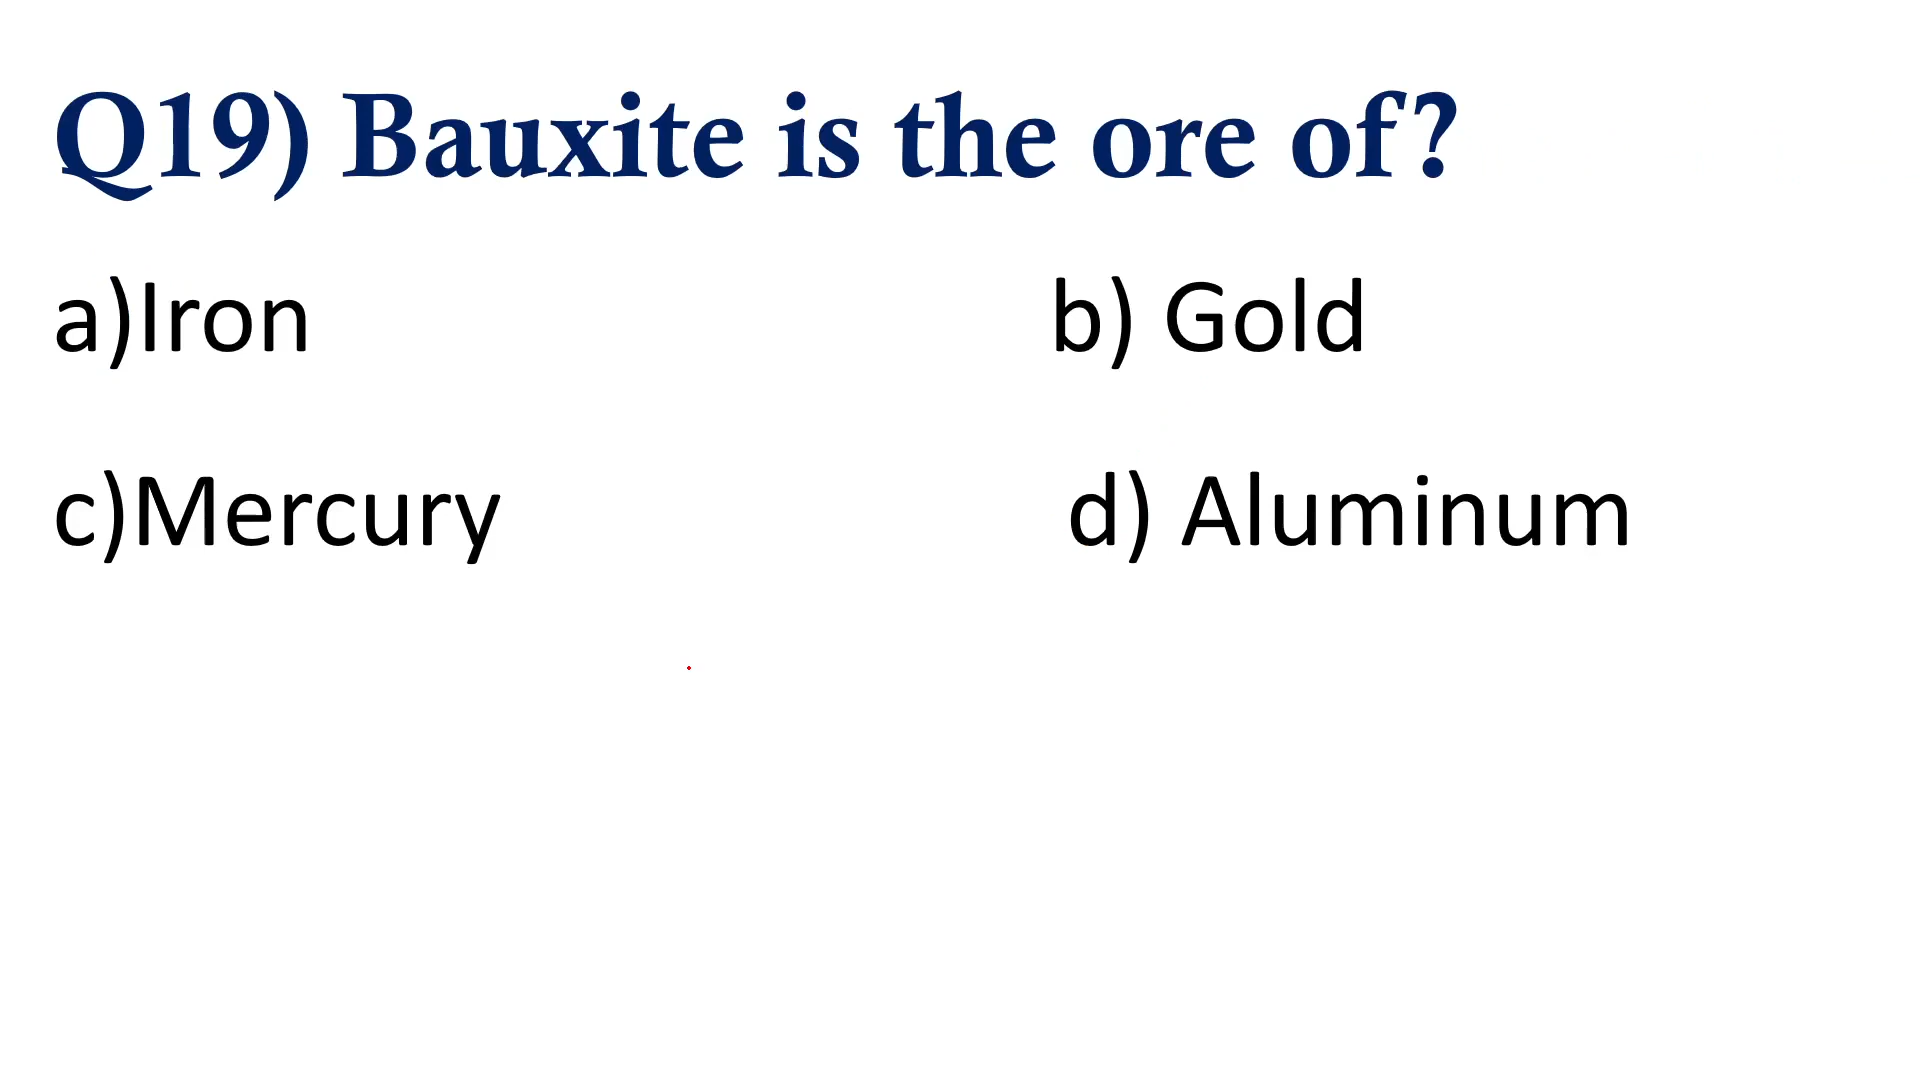 Q19) Bauxite is the ore of?
a)Iron b) Gold
c)Mercury d) Aluminum